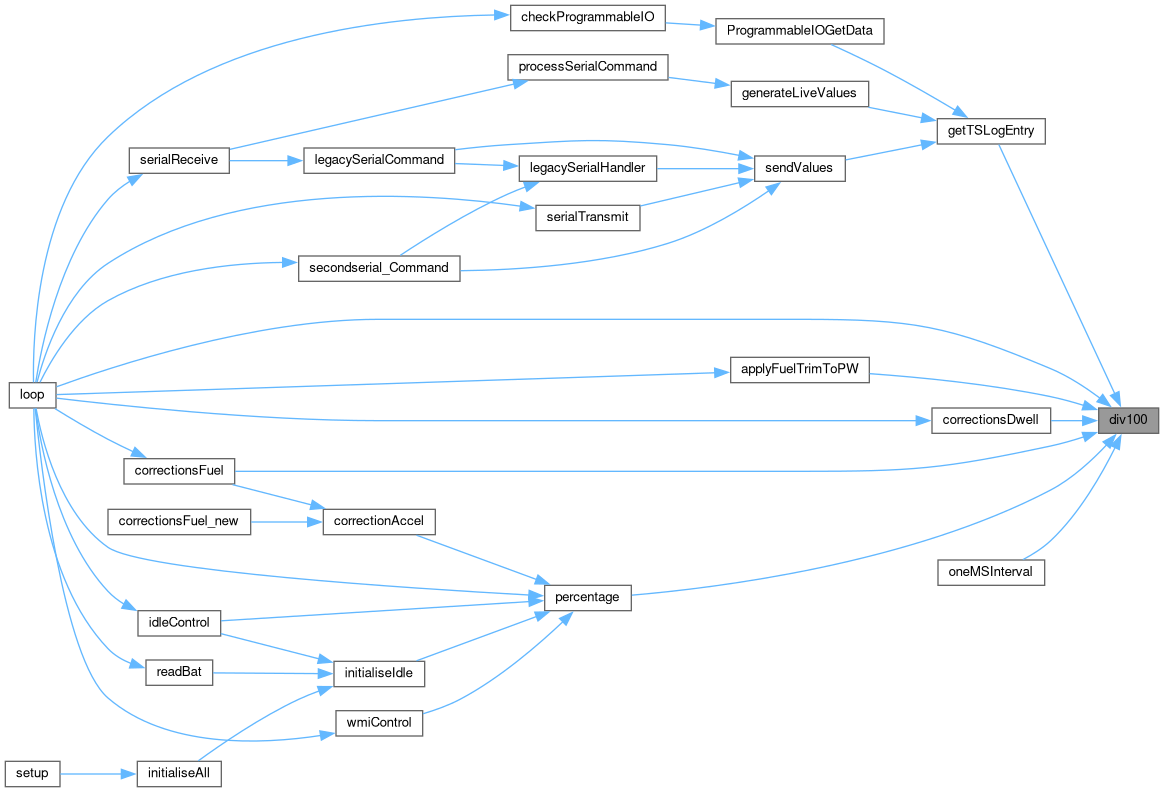 checkProgrammableIO
ProgrammableIOGetData
processSerialCommand
generateLiveValues
getTSLogEntry
serialReceive
legacySerialCommand
legacySerialHandler
sendValues
serialTransmit
secondserial_Command
applyFuelTrimToPW
loop
correctionsDwell
div100
correctionsFuel
correctionsFuel_new
correctionAccel
oneMSInterval
percentage
idleControl
readBat
initialiseIdle
wmiControl
setup
initialiseAll